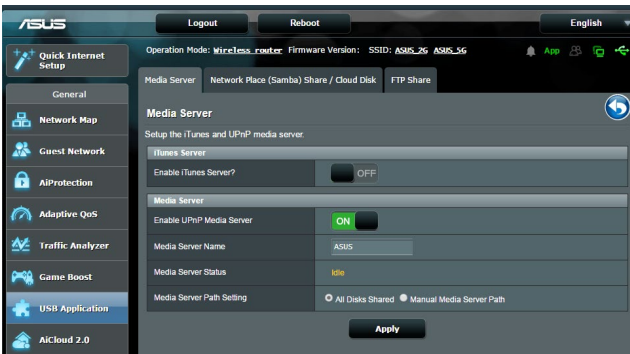 ASUS
Logout
Reboot
English
Quick Internet
Setup
Operation Mode: Wireless router Firmware Version: SSID: ASUS_2G ASUS_5G
App
General
Network Map
Guest Network
AiProtection
Adaptive QoS
Traffic Analyzer
Game Boost
USB Application
AiCloud 2.0
Media Server
Network Place (Samba) Share / Cloud Disk
FTP Share
Media Server
Setup the iTunes and UPnP media server.
iTunes Server
Enable iTunes Server?
OFF
Media Server
Enable UPnP Media Server
ON
Media Server Name
ASUS
Media Server Status
Idle
Media Server Path Setting
All Disks Shared Manual Media Server Path
Apply